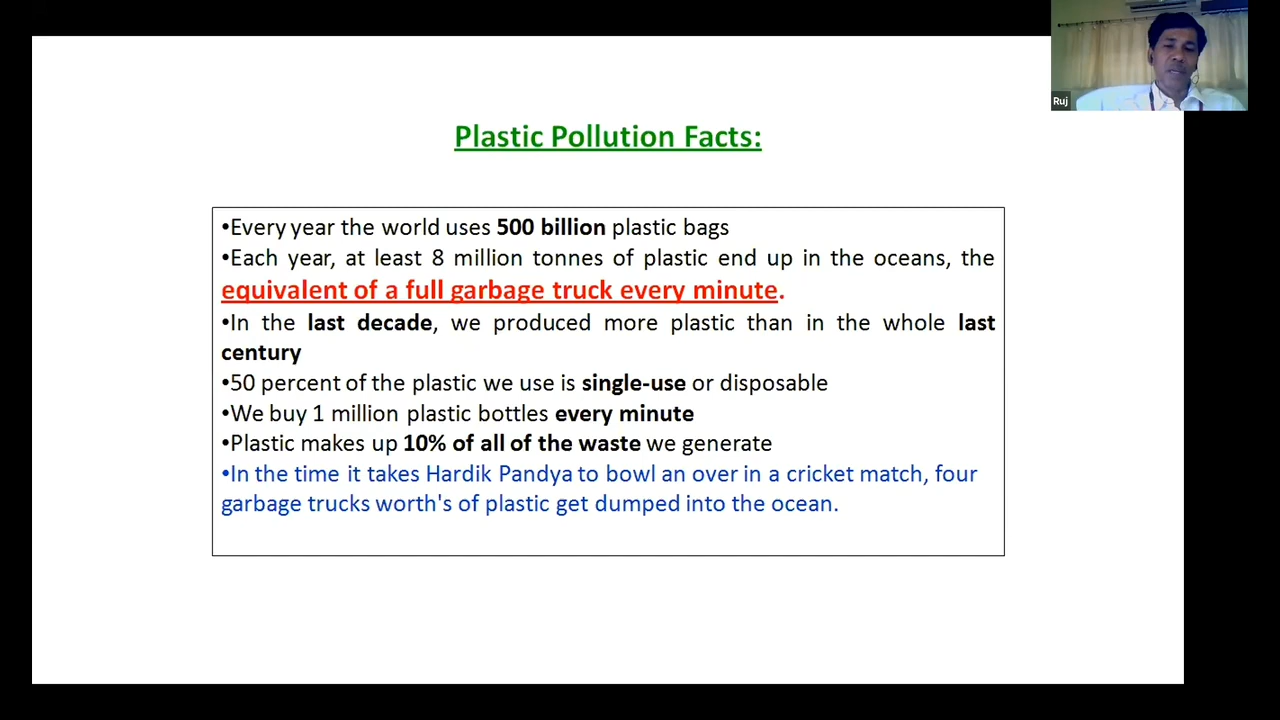 Ruj
Plastic Pollution Facts:
•Every year the world uses 500 billion plastic bags
•Each year, at least 8 million tonnes of plastic end up in the oceans, the
equivalent of a full garbage truck every minute.
•In the last decade, we produced more plastic than in the whole last
century
•50 percent of the plastic we use is single-use or disposable
•We buy 1 million plastic bottles every minute
•Plastic makes up 10% of all of the waste we generate
•In the time it takes Hardik Pandya to bowl an over in a cricket match, four
garbage trucks worth's of plastic get dumped into the ocean.